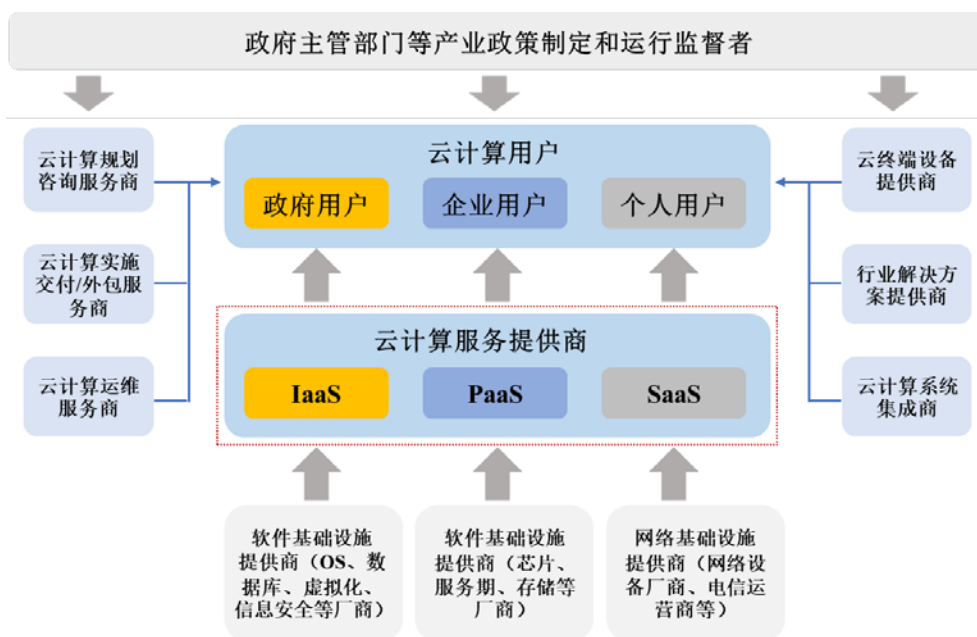 政府主管部门等产业政策制定和运行监督者
云计算规划
咨询服务商
云计算实施
交付/外包服
务商
云计算运维
服务商
云计算用户
政府用户
企业用户
个人用户
云计算服务提供商
IaaS
PaaS
SaaS
云终端设备
提供商
行业解决方
案提供商
云计算系统
集成商
软件基础设施
提供商（OS、数
据库、虚拟化、
信息安全等厂商）
软件基础设施
提供商（芯片、
服务期、存储等
厂商）
网络基础设施
提供商（网络设
备厂商、电信运
营商等）